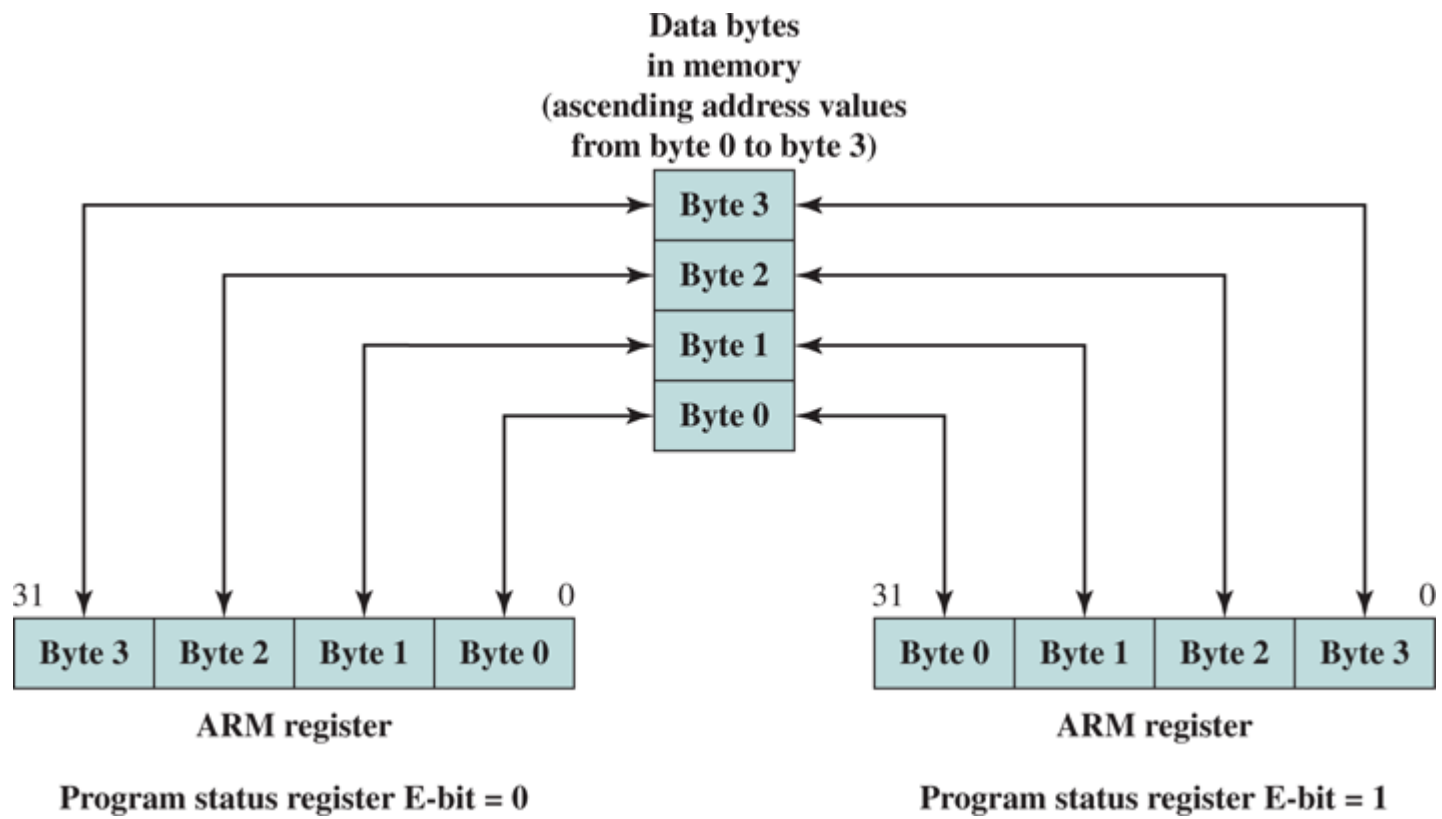 Data bytes
in memory
(ascending address values
from byte 0 to byte 3)
Byte 3
Byte 2
Byte 1
Byte 0
31 0
Byte 3 Byte 2 Byte 1 Byte 0
ARM register
Program status register E-bit = 0
31 0
Byte 0 Byte 1 Byte 2 Byte 3
ARM register
Program status register E-bit = 1